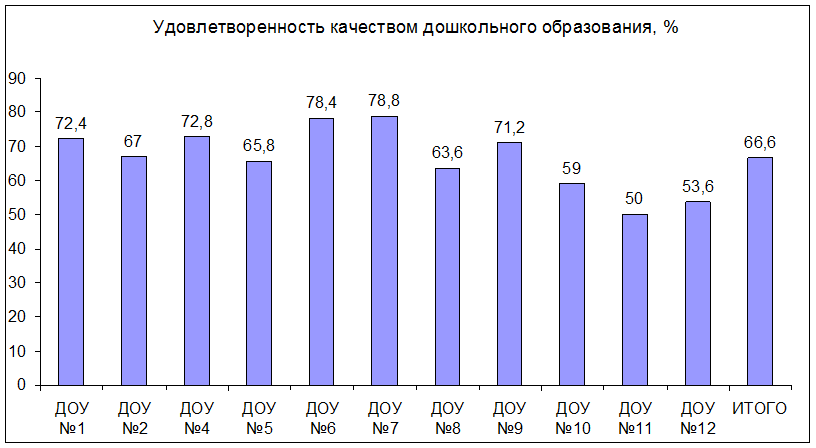 Удовлетворенность качеством дошкольного образования, %
90
80
70
60
50
40
30
20
10
0
72,4
67
72,8
65,8
78,4
78,8
63,6
71,2
59
50
53,6
66,6
ДОУ №1
ДОУ №2
ДОУ №4
ДОУ №5
ДОУ №6
ДОУ №7
ДОУ №8
ДОУ №9
ДОУ №10
ДОУ №11
ДОУ №12
ИТОГО